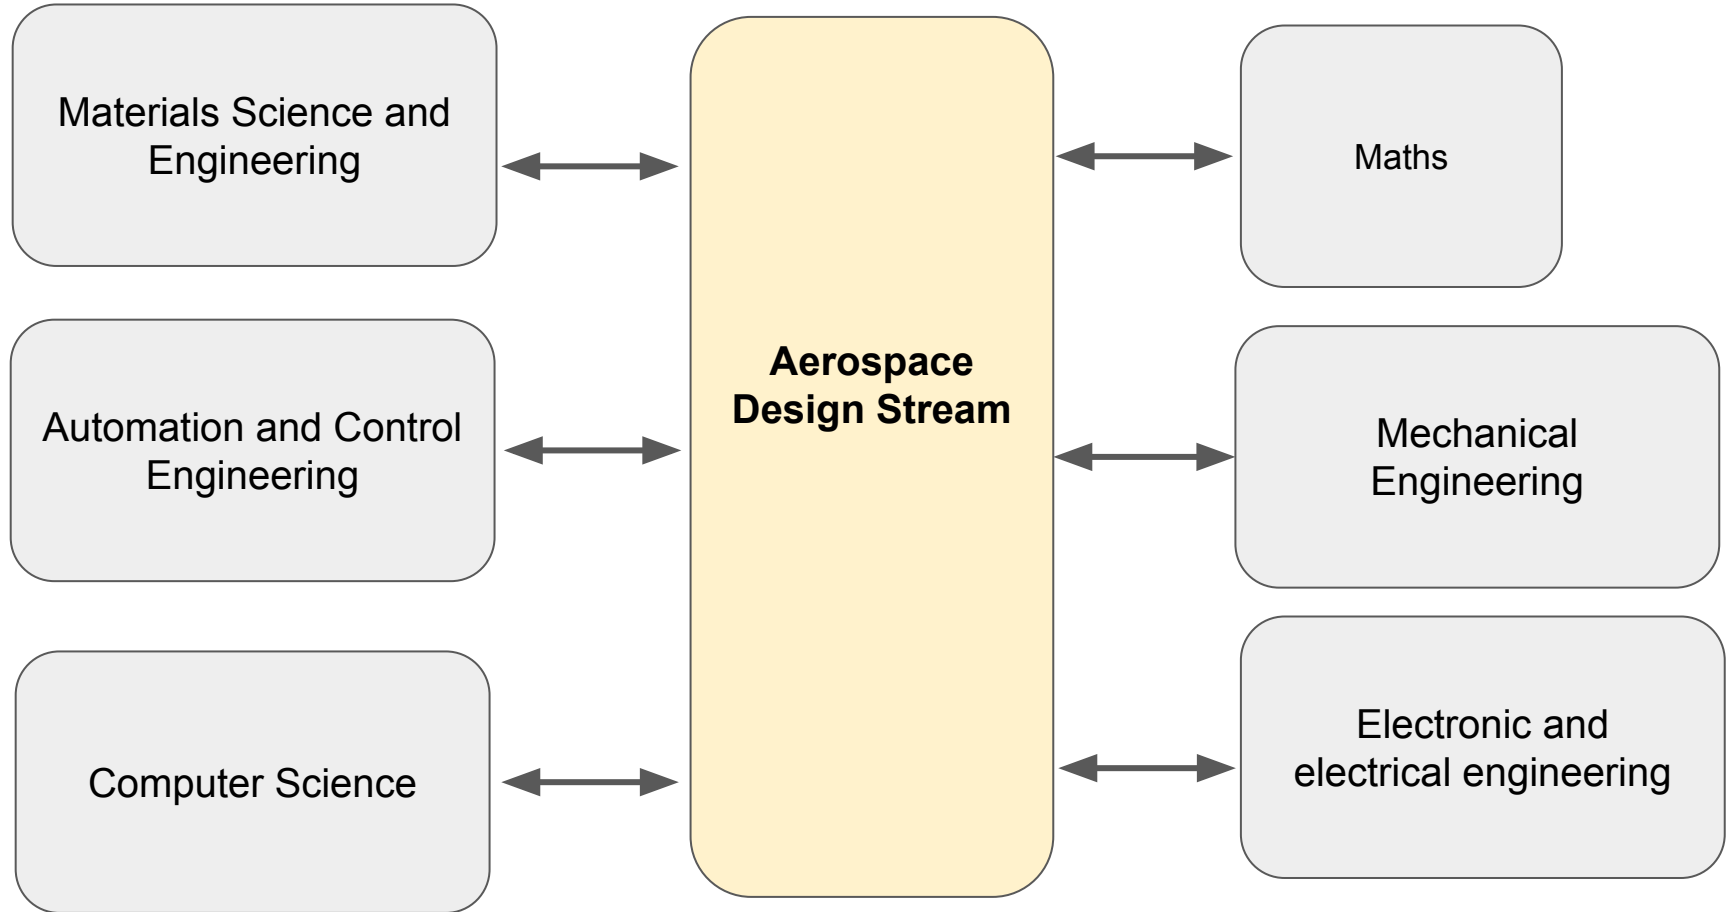 Materials Science and
Engineering
Automation and Control
Engineering
Computer Science
Aerospace
Design Stream
Maths
Mechanical
Engineering
Electronic and
electrical engineering